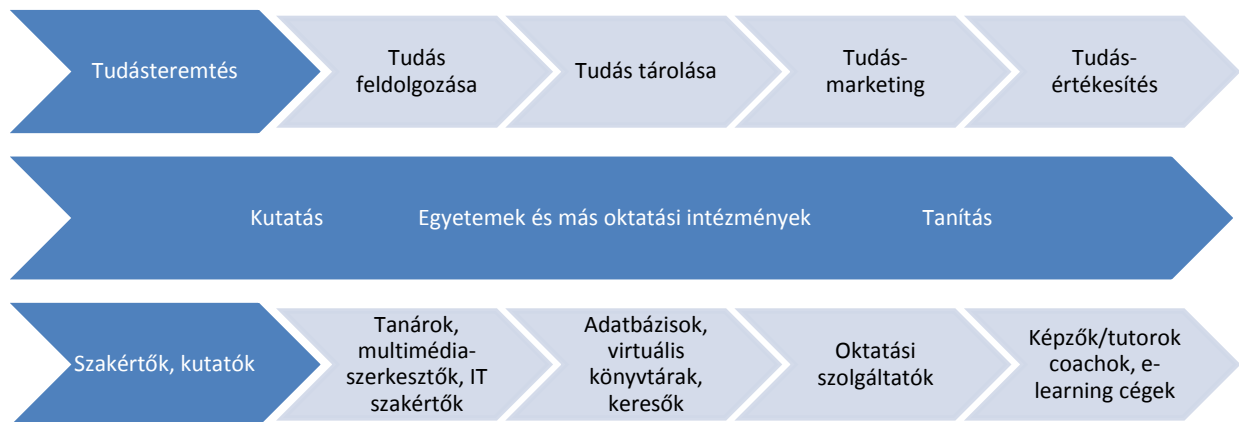 Tudásteremtés
Tudás
feldolgozása
Tudás tárolása
Tudás-
marketing
Tudás-
értékesítés
Kutatás Egyetemek és más oktatási intézmények Tanítás
Szakértők, kutatók
Tanárok,
multimédia-
szerkesztők, IT
szakértők
Adatbázisok,
virtuális
könyvtárak,
keresők
Oktatási
szolgáltatók
Képzők/tutorok
coachok, e-
learning cégek